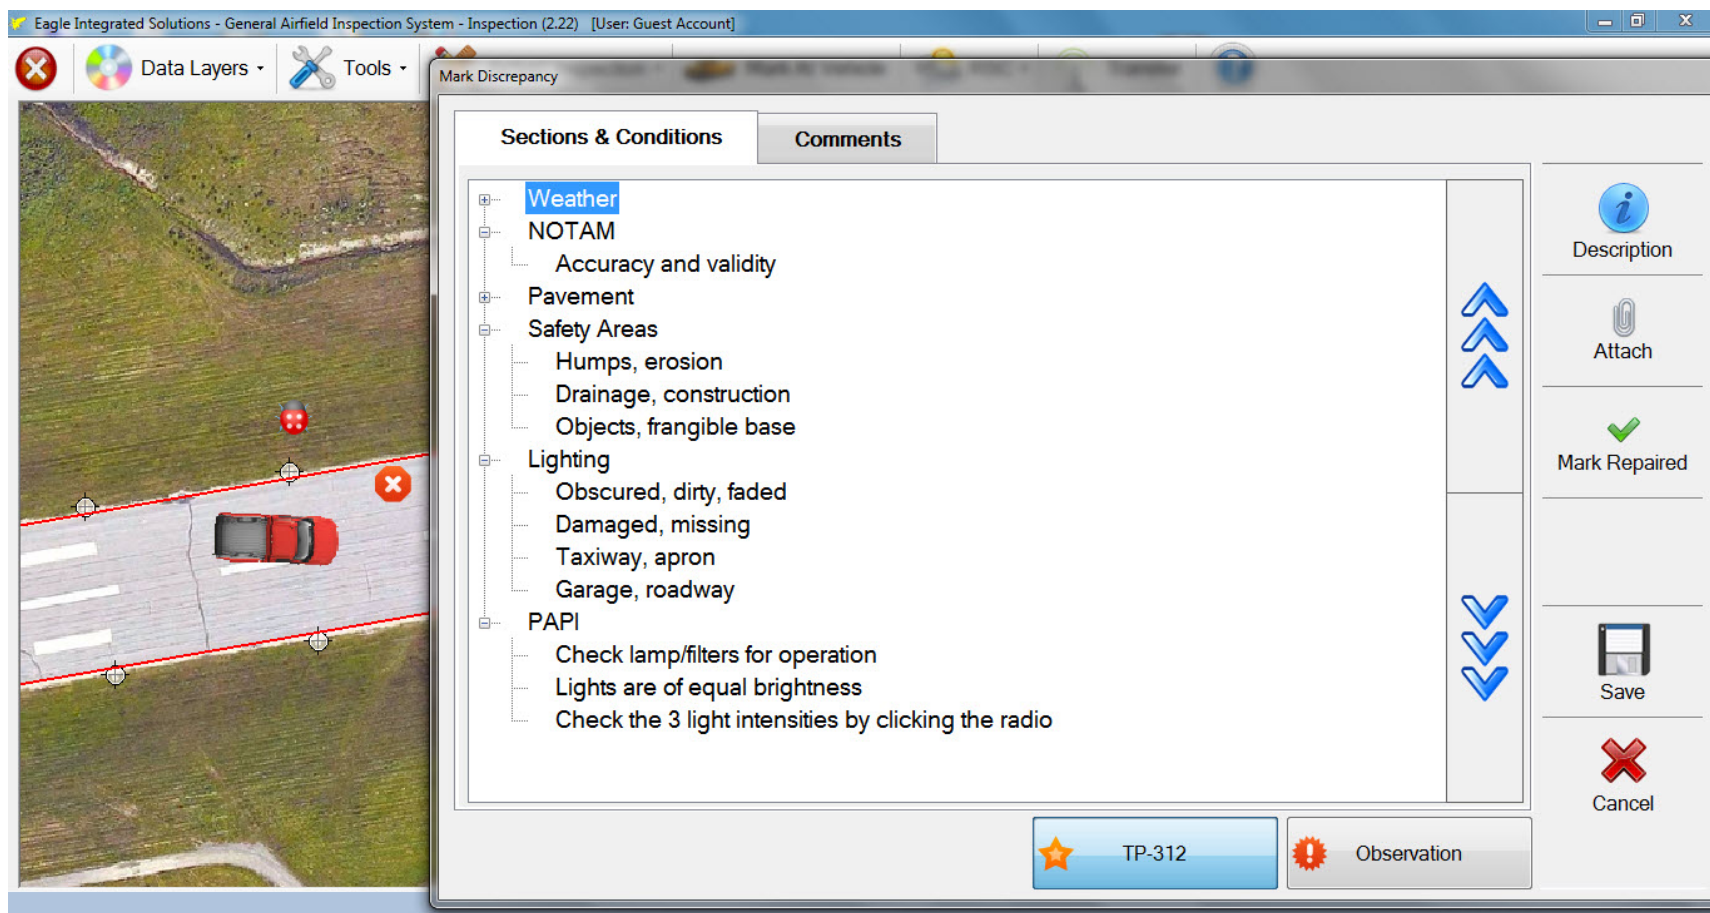 Eagle Integrated Solutions - General Airfield Inspection System - Inspection (2.22) [User: Guest Account]
Data Layers
Tools
Mark Discrepancy
Sections & Conditions
Comments
Weather
NOTAM
Accuracy and validity
Pavement
Safety Areas
Humps, erosion
Drainage, construction
Objects, frangible base
Lighting
Obscured, dirty, faded
Damaged, missing
Taxiway, apron
Garage, roadway
PAPI
Check lamp/filters for operation
Lights are of equal brightness
Check the 3 light intensities by clicking the radio
Description
Attach
Mark Repaired
Save
Cancel
TP-312
Observation